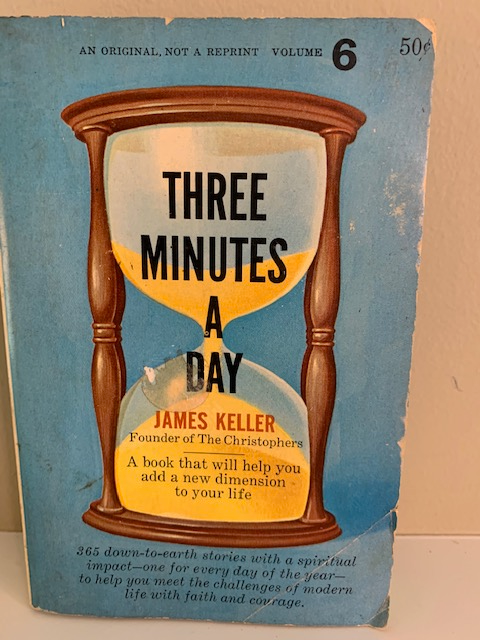 AN ORIGINAL, NOT A REPRINT VOLUME 6 50¢
THREE
MINUTES
A
DAY
JAMES KELLER
Founder of The Christophers
A book that will help you
add a new dimension
to your life
365 down-to-earth stories with a spiritual
impact—one for every day of the year—
to help you meet the challenges of modern
life with faith and courage.